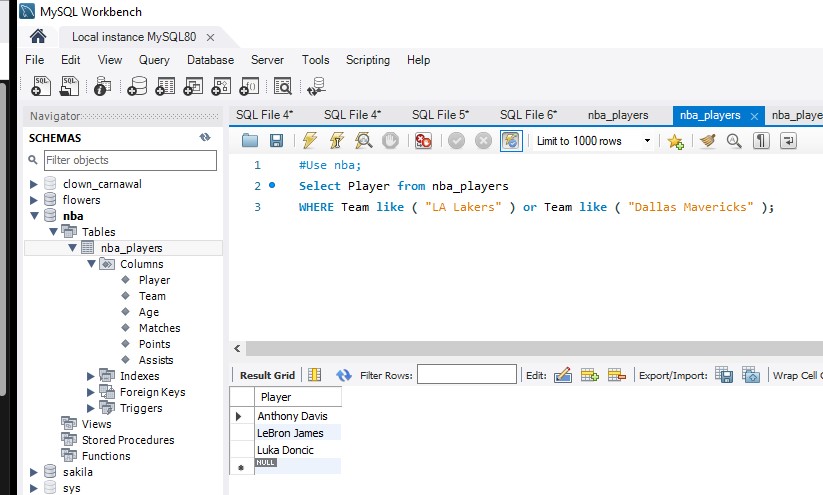 MySQL Workbench
Local instance MySQL80 ×
File Edit View Query Database Server Tools Scripting Help
Navigator
SCHEMAS
Filter objects
clown_carnawal
flowers
nba
Tables
nba_players
Columns
Player
Team
Age
Matches
Points
Assists
Indexes
Foreign Keys
Triggers
Views
Stored Procedures
Functions
sakila
sys
SQL File 4* SQL File 4* SQL File 5* SQL File 6* nba_players nba_players × nba_playe
Limit to 1000 rows
1 #Use nba;
2 Select Player from nba_players
3 WHERE Team like ( "LA Lakers" ) or Team like ( "Dallas Mavericks" );
Result Grid Filter Rows: Edit: Export/Import: Wrap Cell C
Player
Anthony Davis
LeBron James
Luka Doncic
NULL